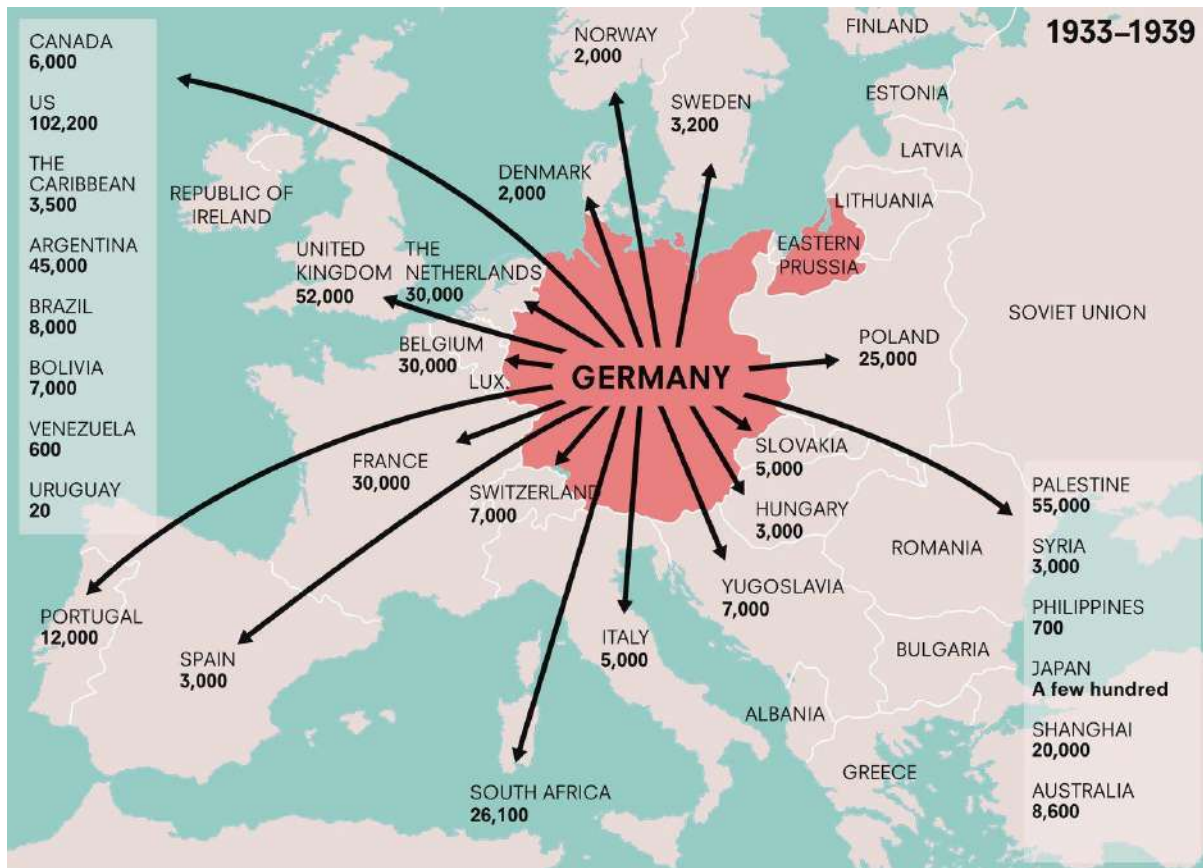 CANADA
6,000
US
102,200
THE
CARIBBEAN
3,500
ARGENTINA
45,000
BRAZIL
8,000
BOLIVIA
7,000
VENEZUELA
600
URUGUAY
20
1933–1939
NORWAY
2,000
FINLAND
SWEDEN
3,200
ESTONIA
LATVIA
DENMARK
2,000
LITHUANIA
REPUBLIC OF
IRELAND
UNITED
KINGDOM
52,000
THE
NETHERLANDS
30,000
EASTERN
PRUSSIA
SOVIET UNION
BELGIUM
30,000
POLAND
25,000
LUX.
GERMANY
FRANCE
30,000
SWITZERLAND
7,000
SLOVAKIA
5,000
HUNGARY
3,000
ROMANIA
YUGOSLAVIA
7,000
PORTUGAL
12,000
SPAIN
3,000
ITALY
5,000
BULGARIA
ALBANIA
GREECE
SOUTH AFRICA
26,100
PALESTINE
55,000
SYRIA
3,000
PHILIPPINES
700
JAPAN
A few hundred
SHANGHAI
20,000
AUSTRALIA
8,600